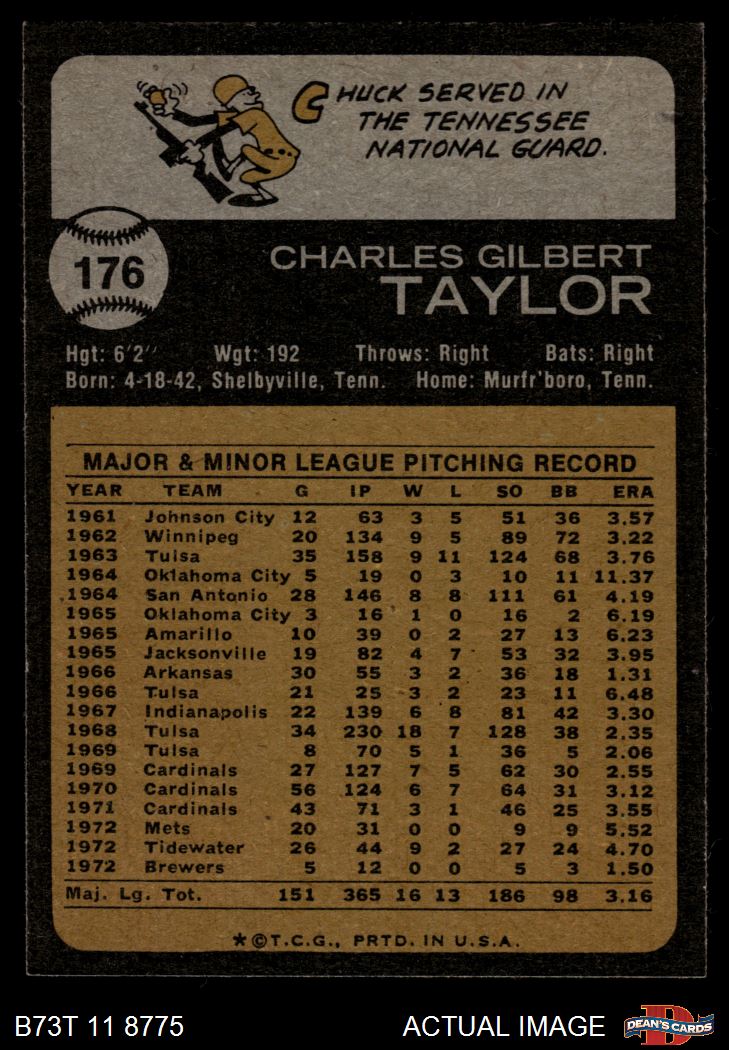 CHUCK SERVED IN
THE TENNESSEE
NATIONAL GUARD.
176
CHARLES GILBERT
TAYLOR
Hgt: 6'2" Wgt: 192 Throws: Right Bats: Right
Born: 4-18-42, Shelbyville, Tenn. Home: Murfr'boro, Tenn.
MAJOR & MINOR LEAGUE PITCHING RECORD
YEAR TEAM G IP W L SO BB ERA
1961 Johnson City 12 63 3 5 51 36 3.57
1962 Winnipeg 20 134 9 5 89 72 3.22
1963 Tulsa 35 158 9 11 124 68 3.76
1964 Oklahoma City 5 19 0 3 10 11 11.37
1964 San Antonio 28 146 8 8 111 61 4.19
1965 Oklahoma City 3 16 1 0 16 2 6.19
1965 Amarillo 10 39 0 2 27 13 6.23
1965 Jacksonville 19 82 4 7 53 32 3.95
1966 Arkansas 30 55 3 2 36 18 1.31
1966 Tulsa 21 25 3 2 23 11 6.48
1967 Indianapolis 22 139 6 8 81 42 3.30
1968 Tulsa 34 230 18 7 128 38 2.35
1969 Tulsa 8 70 5 1 36 5 2.06
1969 Cardinals 27 127 7 5 62 30 2.55
1970 Cardinals 56 124 6 7 64 31 3.12
1971 Cardinals 43 71 3 1 46 25 3.55
1972 Mets 20 31 0 0 9 9 5.52
1972 Tidewater 26 44 9 2 27 24 4.70
1972 Brewers 5 12 0 0 5 3 1.50
Maj. Lg. Tot. 151 365 16 13 186 98 3.16
*©T.C.G., PRTD. IN U.S.A.
B73T 11 8775 ACTUAL IMAGE D DEAN'S CARDS